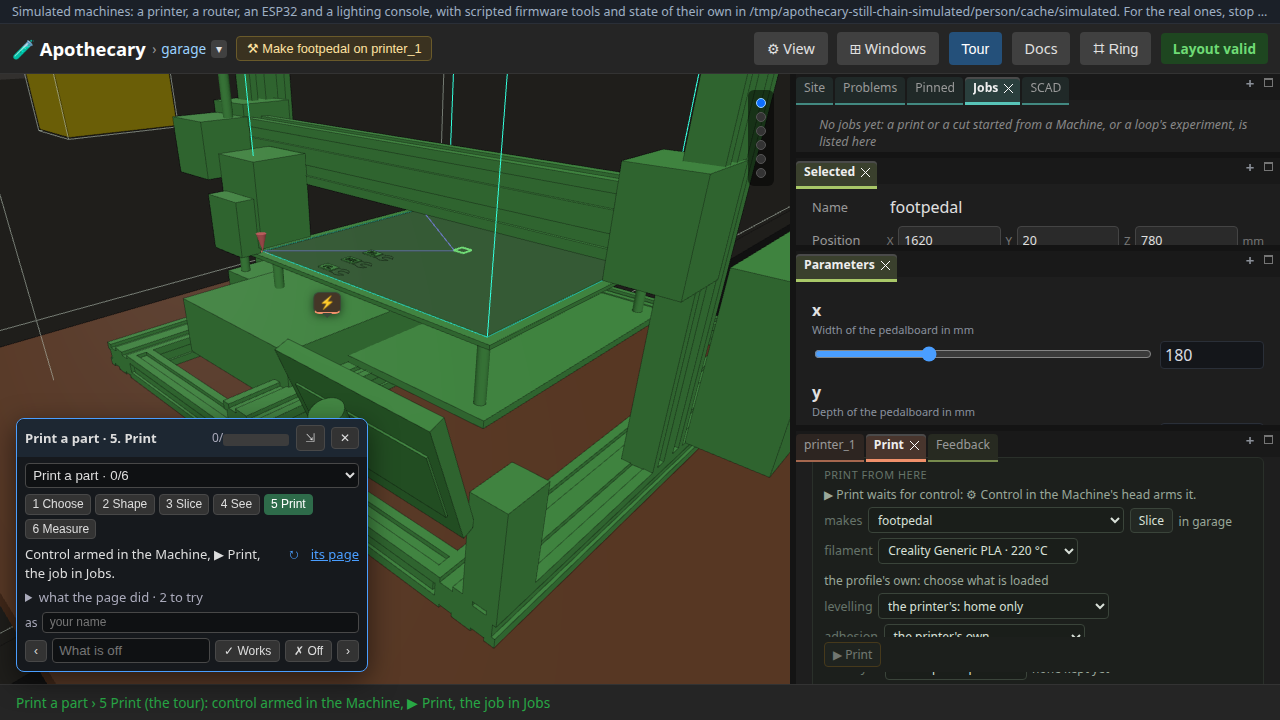 Simulated machines: a printer, a router, an ESP32 and a lighting console, with scripted firmware tools and state of their own in /tmp/apothecary-still-chain-simulated/person/cache/simulated. For the real ones, stop ...
Apothecary › garage ▾ ⚒ Make footpedal on printer_1 ⚙ View ⊞ Windows Tour Docs ⌗ Ring Layout valid
Site Problems Pinned Jobs SCAD
No jobs yet: a print or a cut started from a Machine, or a loop's experiment, is
listed here
Selected
Name footpedal
Position X 1620 Y 20 Z 780 mm
Parameters
x
Width of the pedalboard in mm
180
y
Depth of the pedalboard in mm
printer_1 Print Feedback
PRINT FROM HERE
▶ Print waits for control: ⚙ Control in the Machine's head arms it.
makes footpedal Slice in garage
filament Creality Generic PLA · 220 °C
the profile's own: choose what is loaded
levelling the printer's: home only
adhesion the printer's own
▶ Print
Print a part · 5. Print 0/
Print a part · 0/6
1 Choose 2 Shape 3 Slice 4 See 5 Print
6 Measure
Control armed in the Machine, ▶ Print, ↻ its page
the job in Jobs.
▶ what the page did · 2 to try
as your name
‹ What is off ✓ Works ✗ Off ›
Print a part › 5 Print (the tour): control armed in the Machine, ▶ Print, the job in Jobs